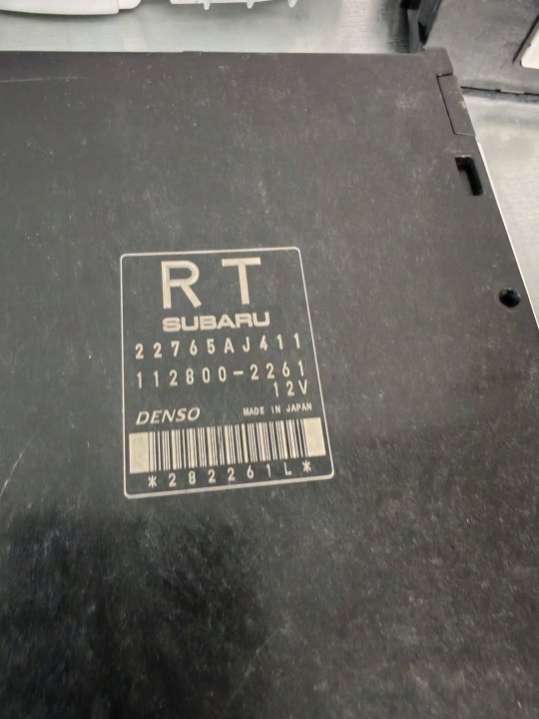 RT
SUBARU
22765AJ411
112800-2261
12V
DENSO MADE IN JAPAN
*282261L*